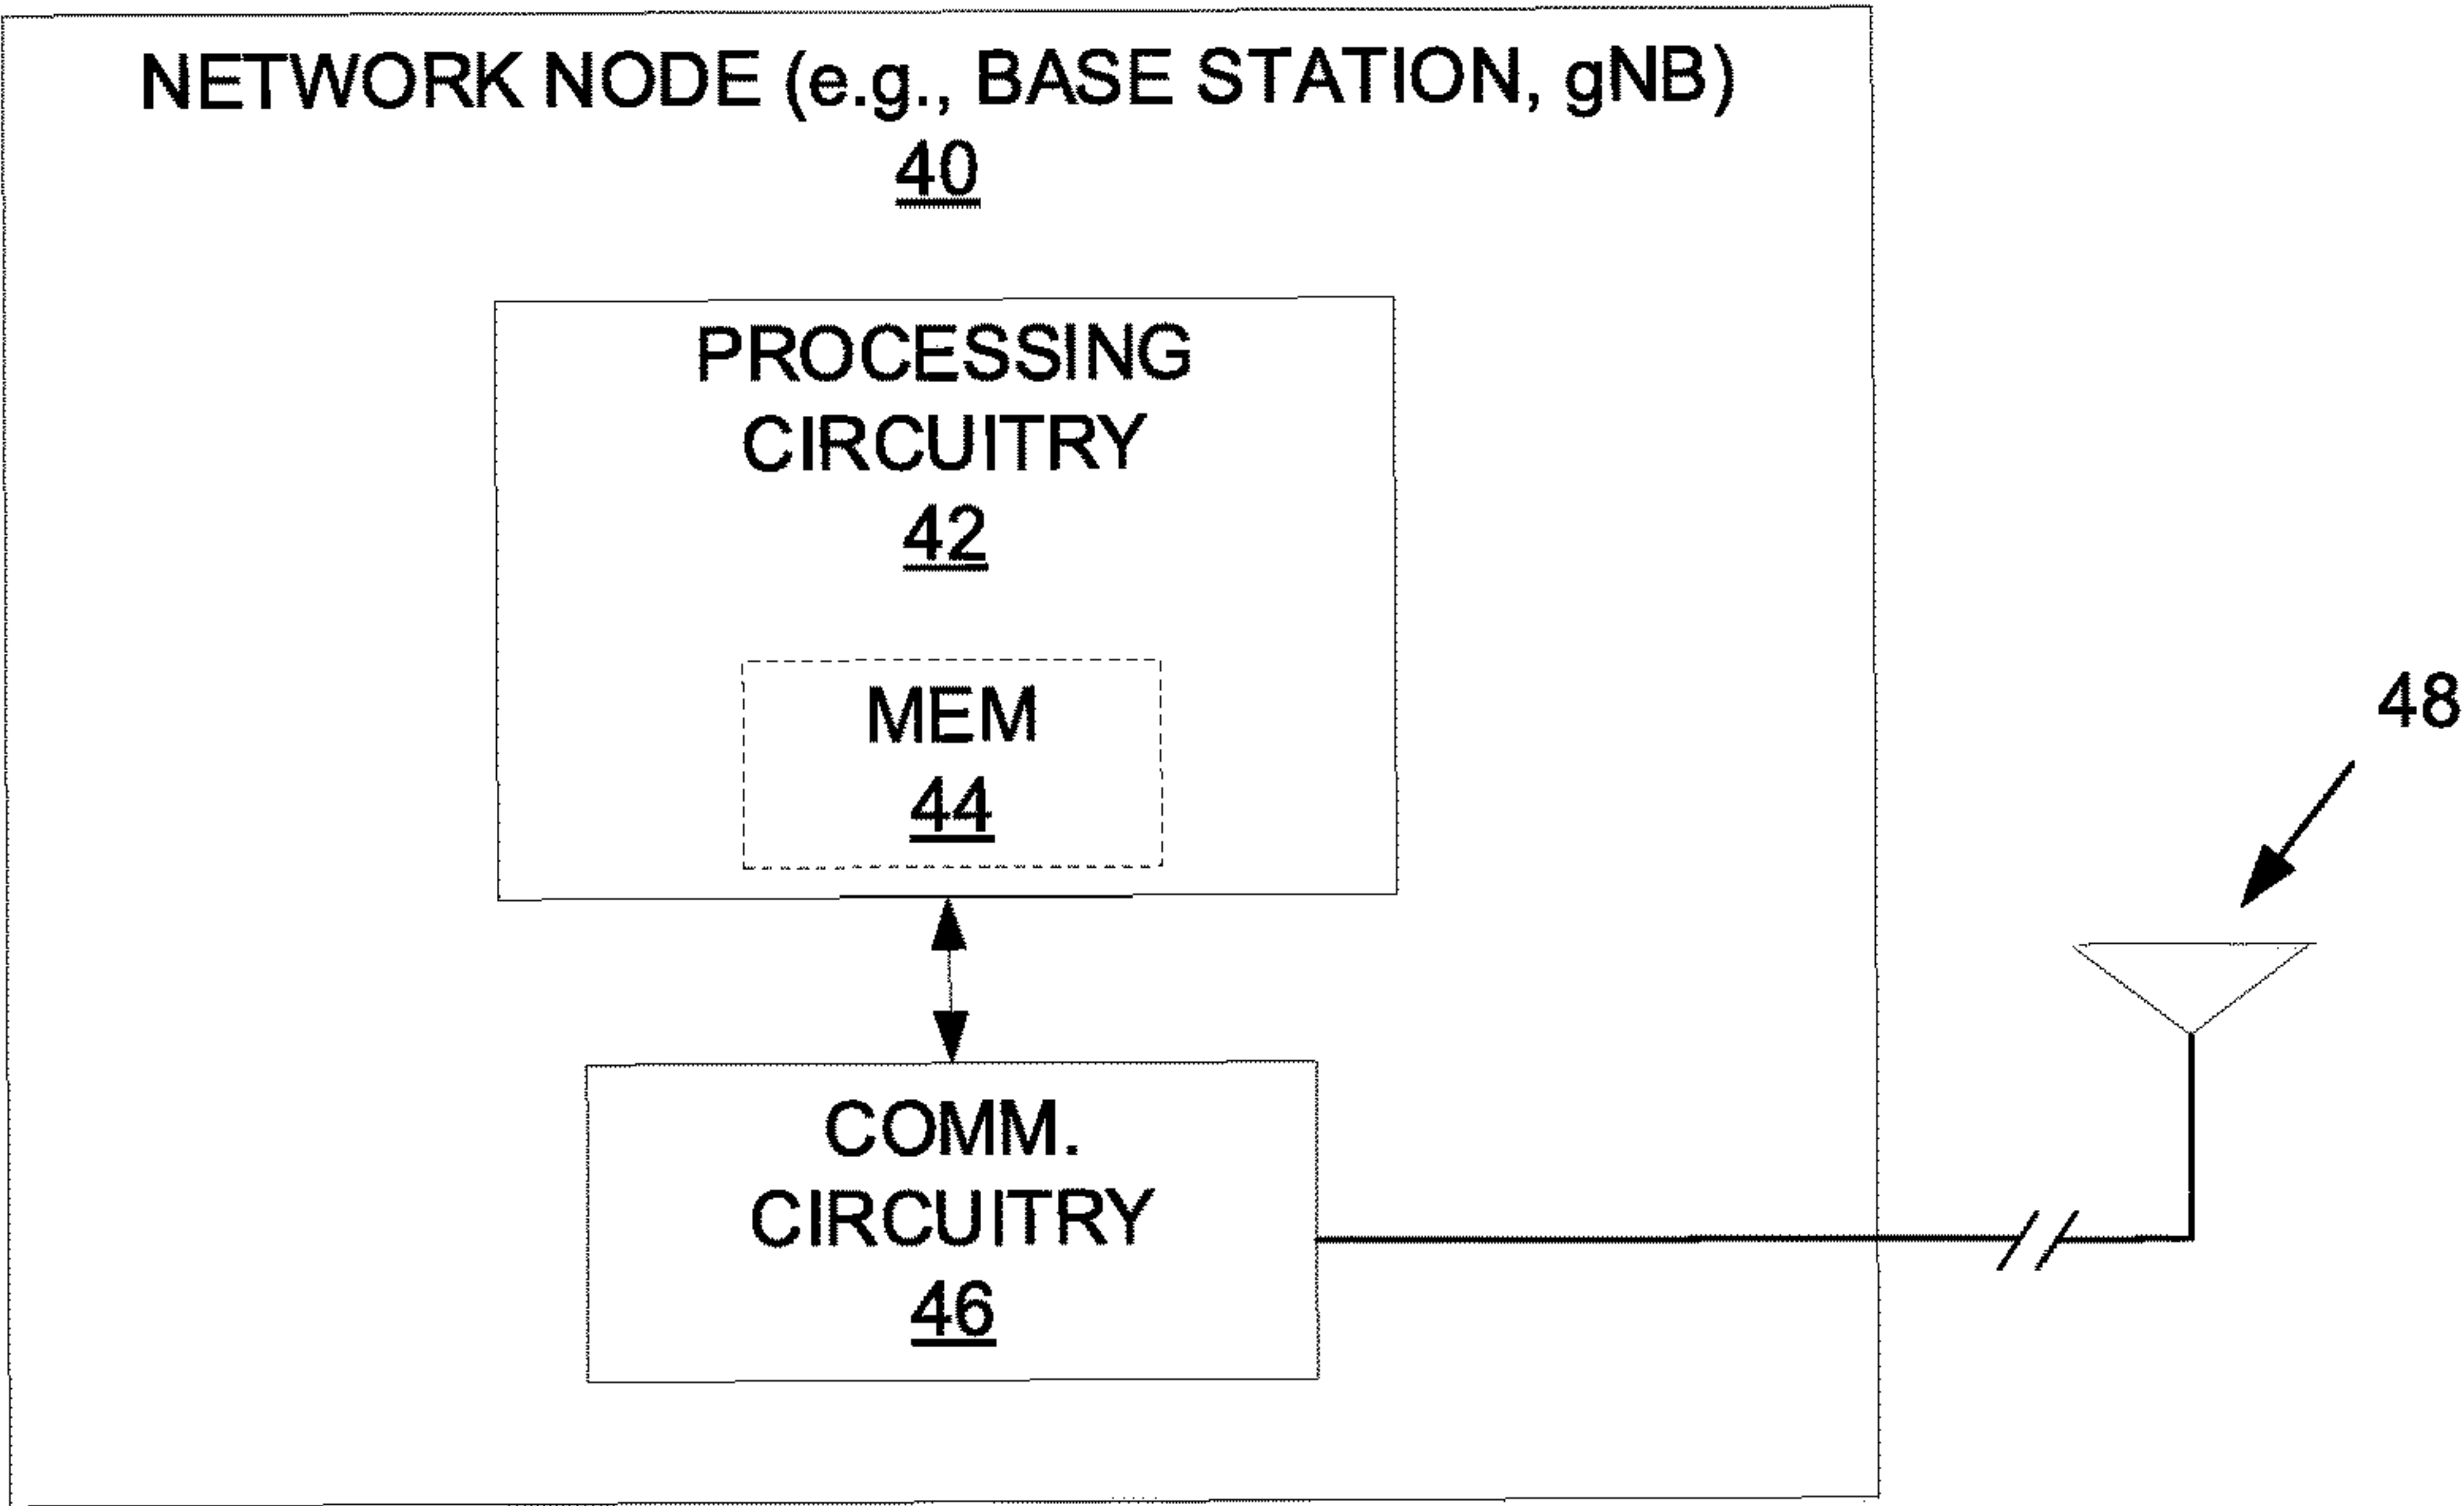 NETWORK NODE (e.g., BASE STATION, gNB)
40
PROCESSING
CIRCUITRY
42
MEM
44
48
COMM.
CIRCUITRY
46